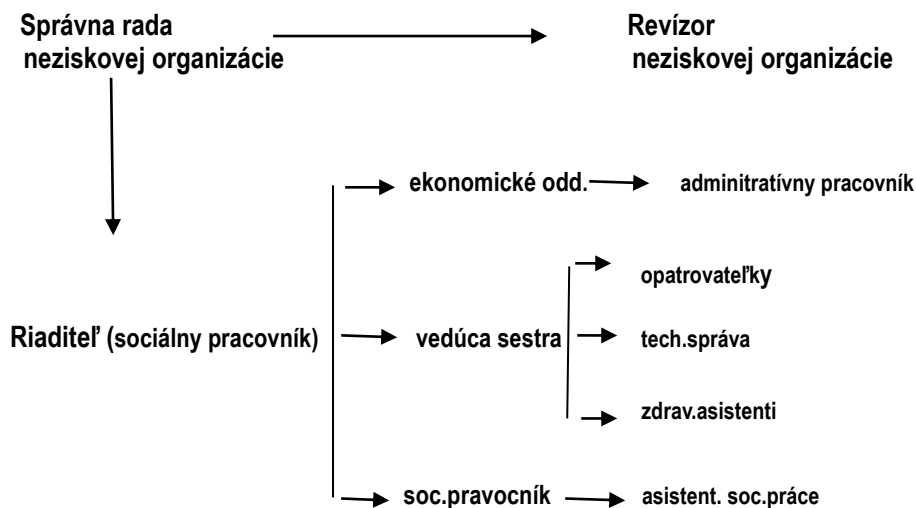 Správna rada
neziskovej organizácie
Revízor
neziskovej organizácie
ekonomické odd.
adminitratívny pracovník
opatrovateľky
Riaditeľ (sociálny pracovník)
vedúca sestra
tech.správa
zdrav.asistenti
soc.pravocník
asistent. soc.práce